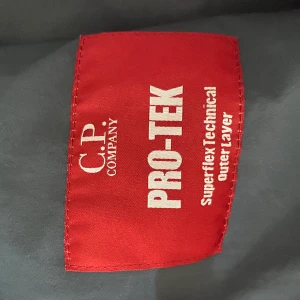 C.P.
COMPANY
PRO-TEK
Superflex Technical
Outer Layer